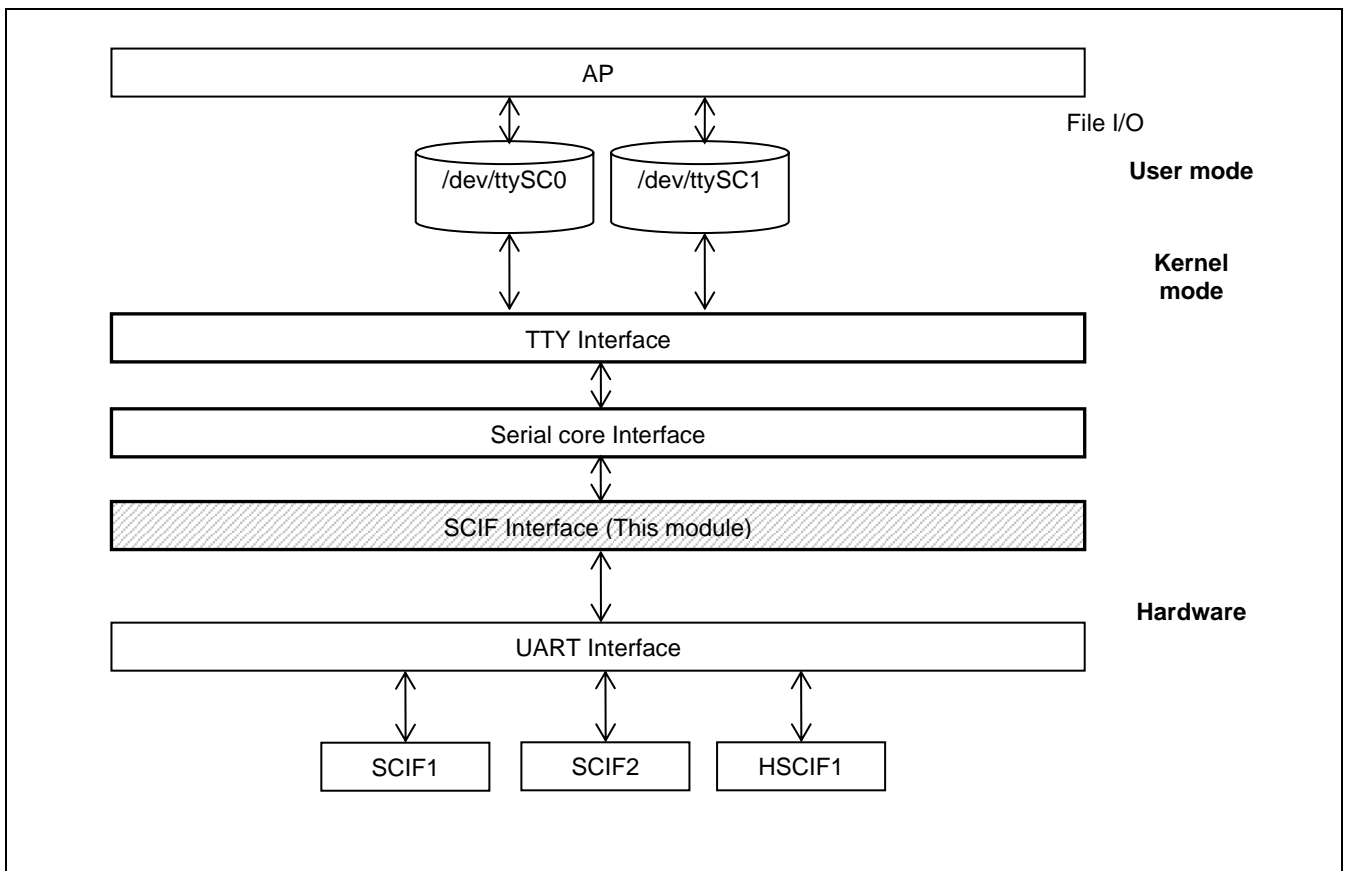 AP
File I/O
/dev/ttySC0
/dev/ttySC1
User mode
Kernel
mode
TTY Interface
Serial core Interface
SCIF Interface (This module)
Hardware
UART Interface
SCIF1
SCIF2
HSCIF1